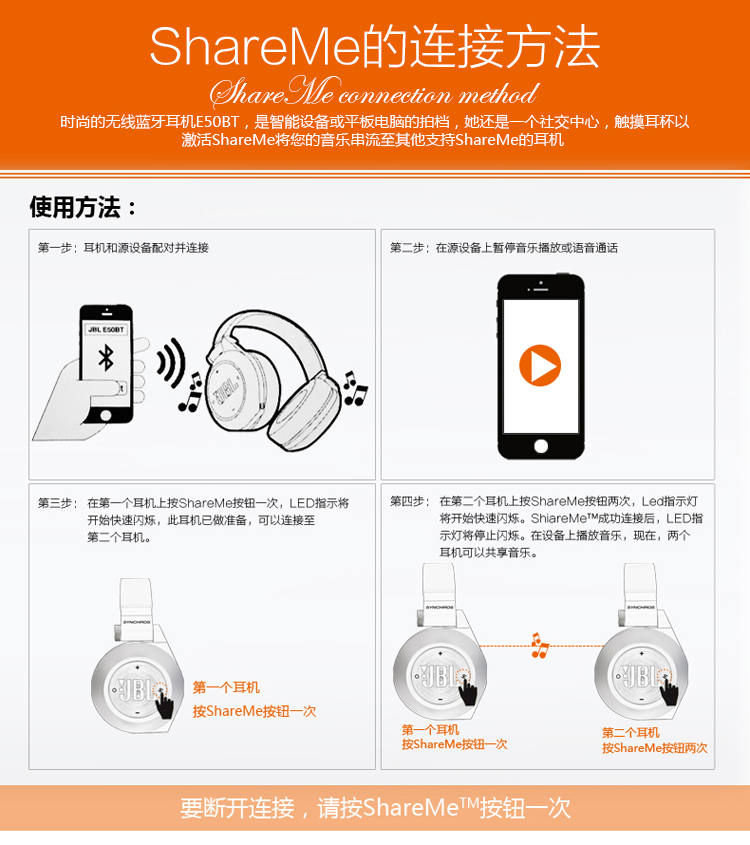 ShareMe的连接方法
ShareMe connection method
时尚的无线蓝牙耳机E50BT，是智能设备或平板电脑的拍档，她还是一个社交中心，触摸耳杯以
激活ShareMe将您的音乐串流至其他支持ShareMe的耳机
使用方法：
第一步：耳机和源设备配对并连接
JBL E50BT
JBL
第二步：在源设备上暂停音乐播放或语音通话
第三步：在第一个耳机上按ShareMe按钮一次，LED指示将
开始快速闪烁，此耳机已做准备，可以连接至
第二个耳机。
SYNCHROS
JBL
第一个耳机
按ShareMe按钮一次
第四步：在第二个耳机上按ShareMe按钮两次，Led指示灯
将开始快速闪烁。ShiareMe™成功连接后，LED指
示灯将停止闪烁。在设备上播放音乐，现在，两个
耳机可以共享音乐。
SYNCHROS
JBL
第一个耳机
按ShareMe按钮一次
SYNCHROS
JBL
第二个耳机
按ShareMe按钮两次
要断开连接，请按ShareMe™按钮一次